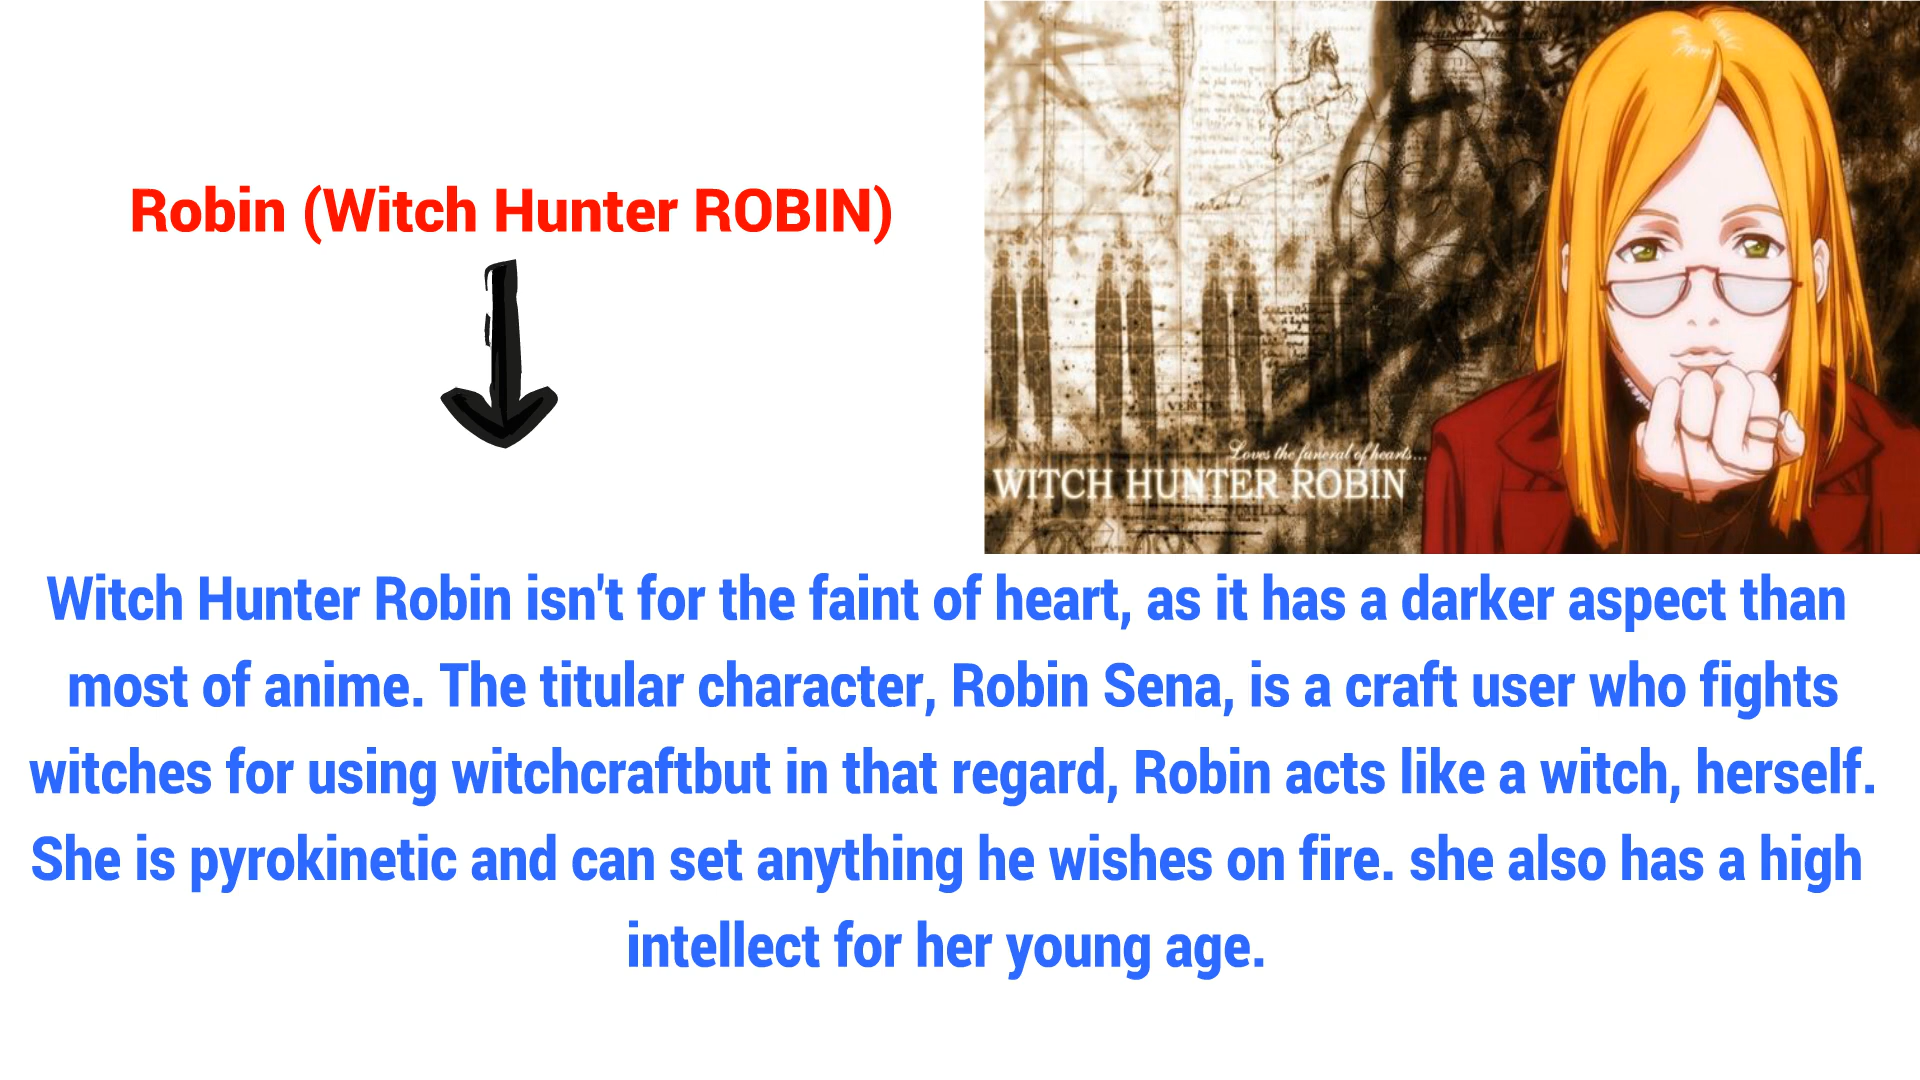 Robin (Witch Hunter ROBIN)
Loves the funeral of hearts...
WITCH HUNTER ROBIN
Witch Hunter Robin isn't for the faint of heart, as it has a darker aspect than
most of anime. The titular character, Robin Sena, is a craft user who fights
witches for using witchcraftbut in that regard, Robin acts like a witch, herself.
She is pyrokinetic and can set anything he wishes on fire. she also has a high
intellect for her young age.